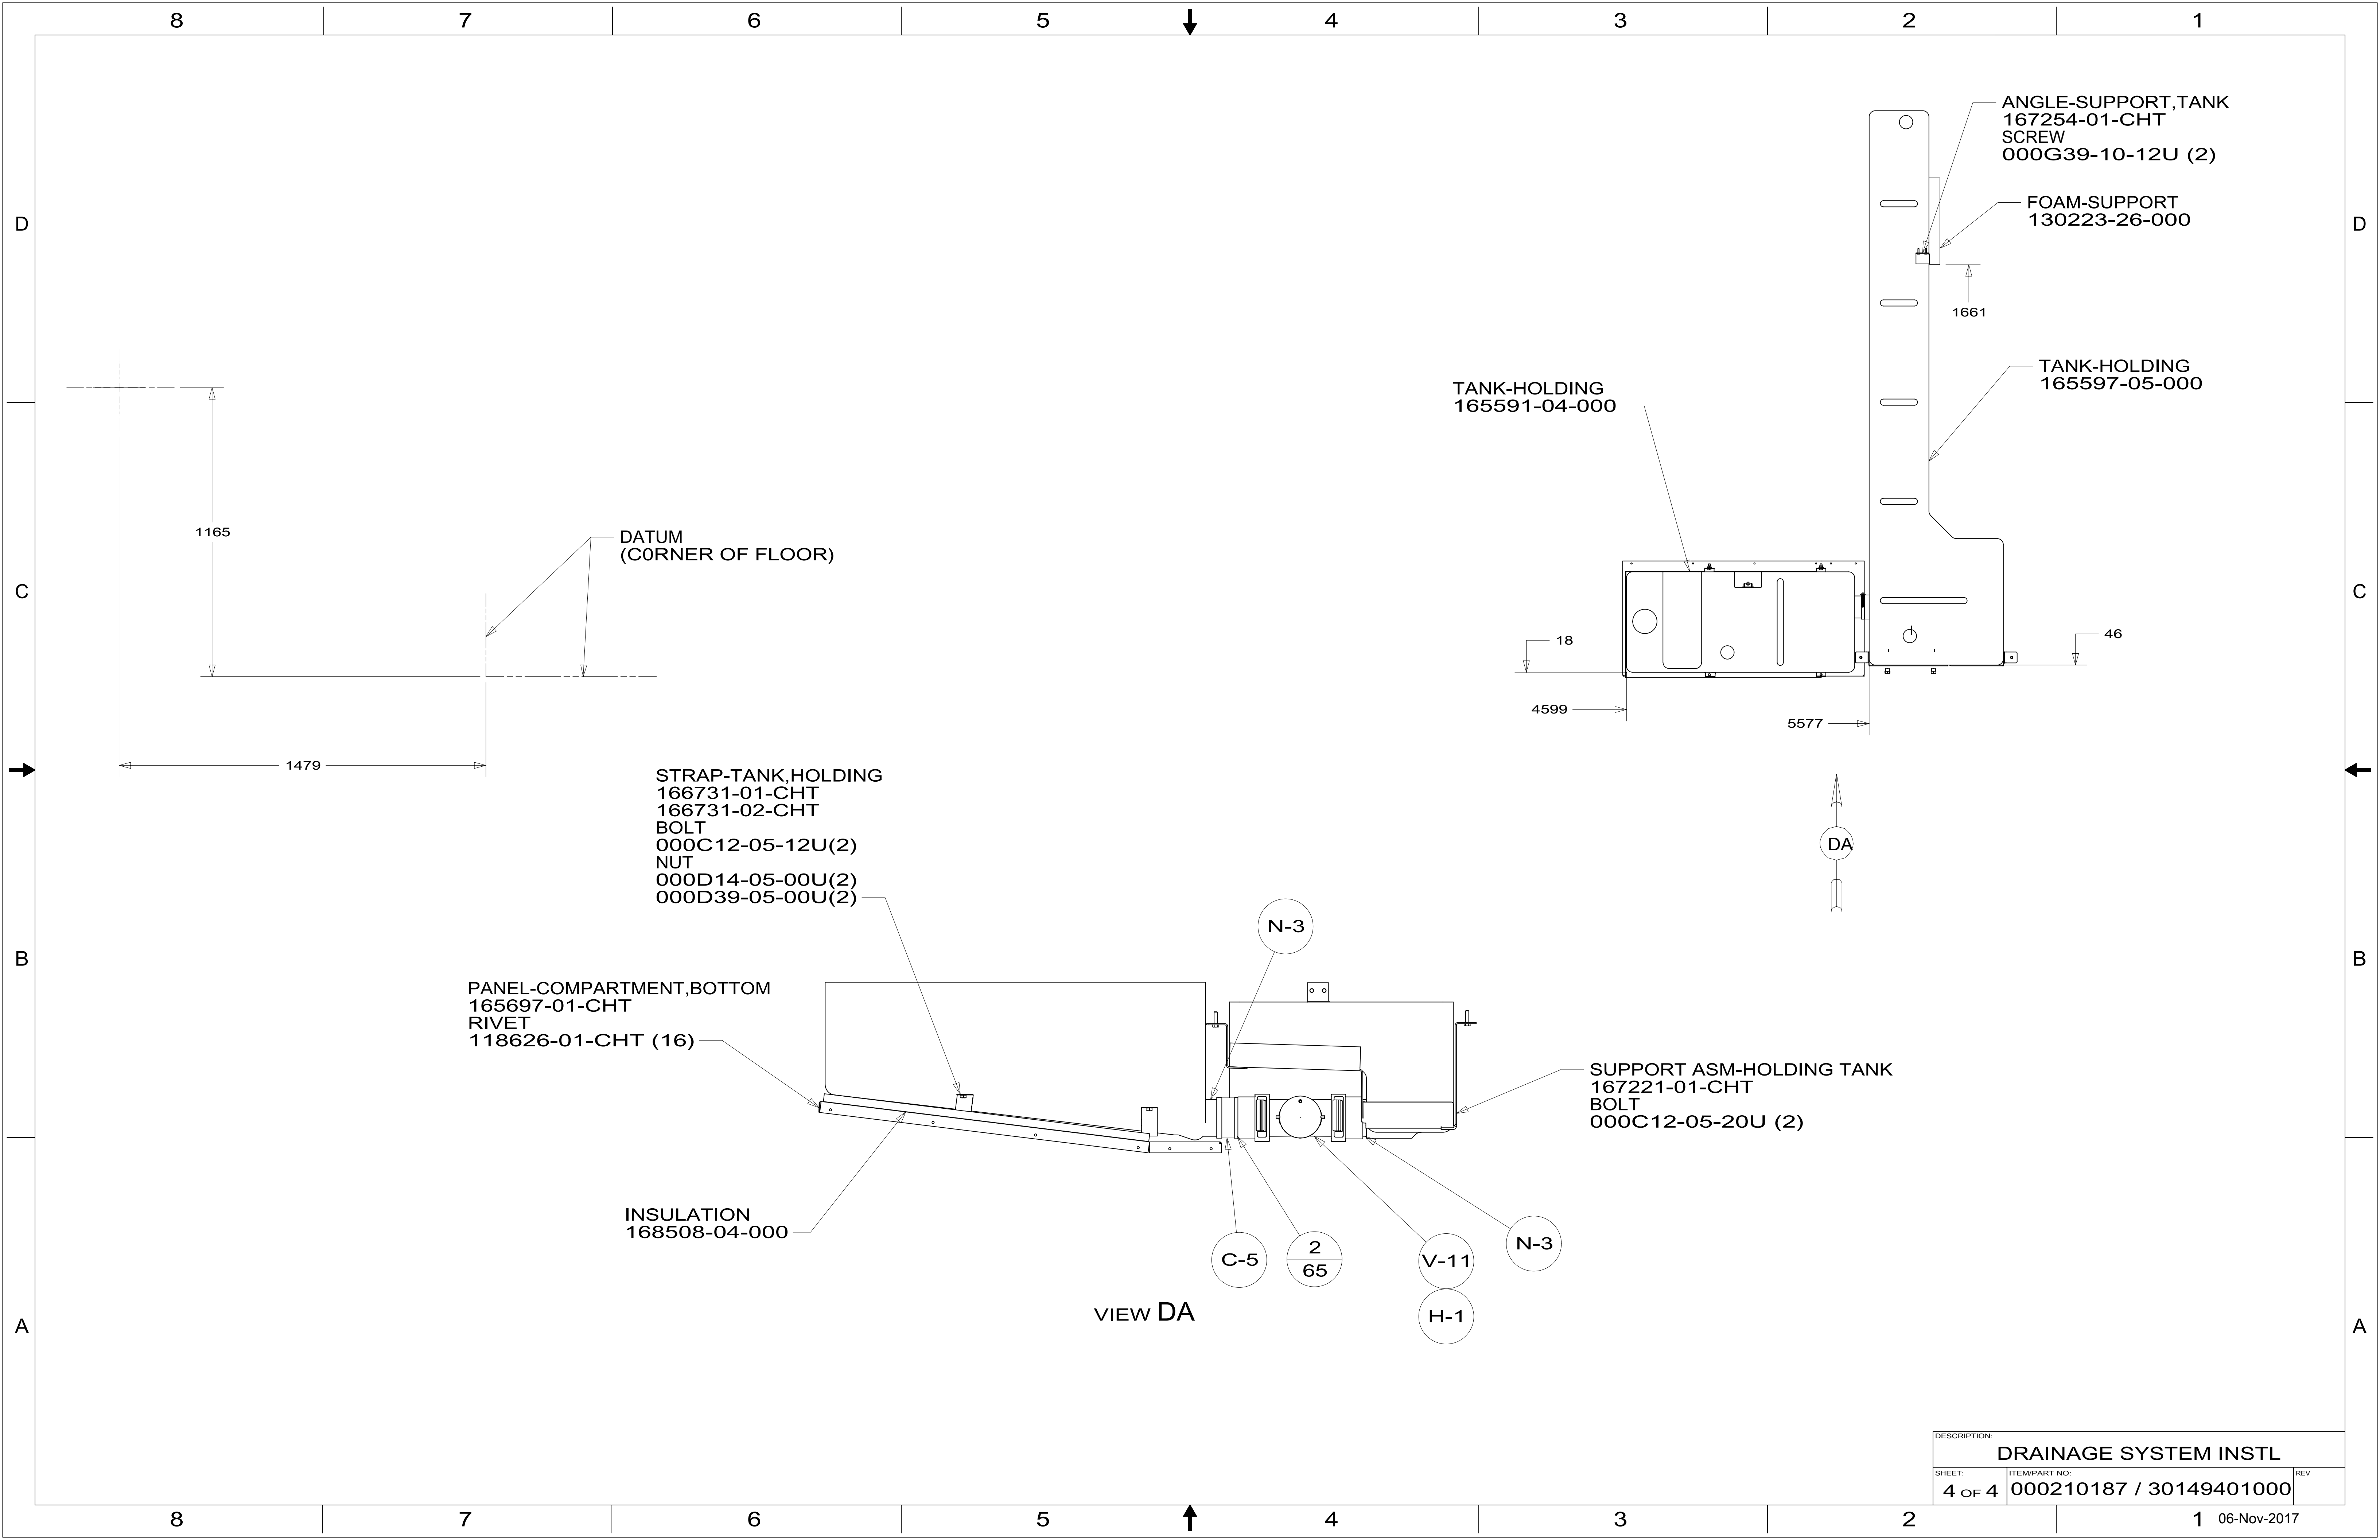 8 7 6 5 4 3 2 1
ANGLE-SUPPORT,TANK
167254-01-CHT
SCREW
000G39-10-12U (2)
FOAM-SUPPORT
130223-26-000
D D
1661
TANK-HOLDING
165597-05-000
TANK-HOLDING
165591-04-000
1165
DATUM
(C0RNER OF FLOOR)
C C
18
46
4599
5577
1479
STRAP-TANK,HOLDING
166731-01-CHT
166731-02-CHT
BOLT
000C12-05-12U(2)
NUT
000D14-05-00U(2)
000D39-05-00U(2)
DA
N-3
B B
PANEL-COMPARTMENT,BOTTOM
165697-01-CHT
RIVET
118626-01-CHT (16)
SUPPORT ASM-HOLDING TANK
167221-01-CHT
BOLT
000C12-05-20U (2)
INSULATION
168508-04-000
C-5
2
65
V-11
N-3
H-1
VIEW DA
A A
DESCRIPTION:
DRAINAGE SYSTEM INSTL
SHEET: ITEM/PART NO: REV
4 OF 4 000210187 / 30149401000
8 7 6 5 4 3 2 1
06-Nov-2017